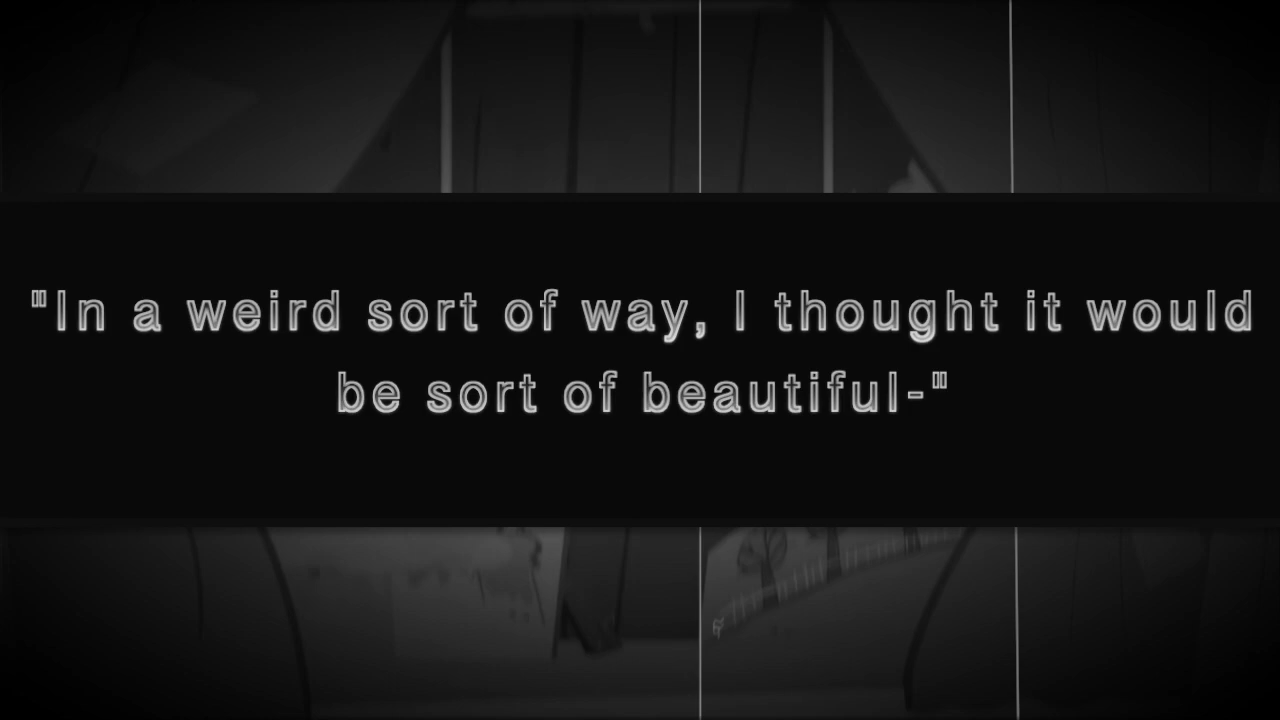 "In a weird sort of way, I thought it would
be sort of beautiful-"